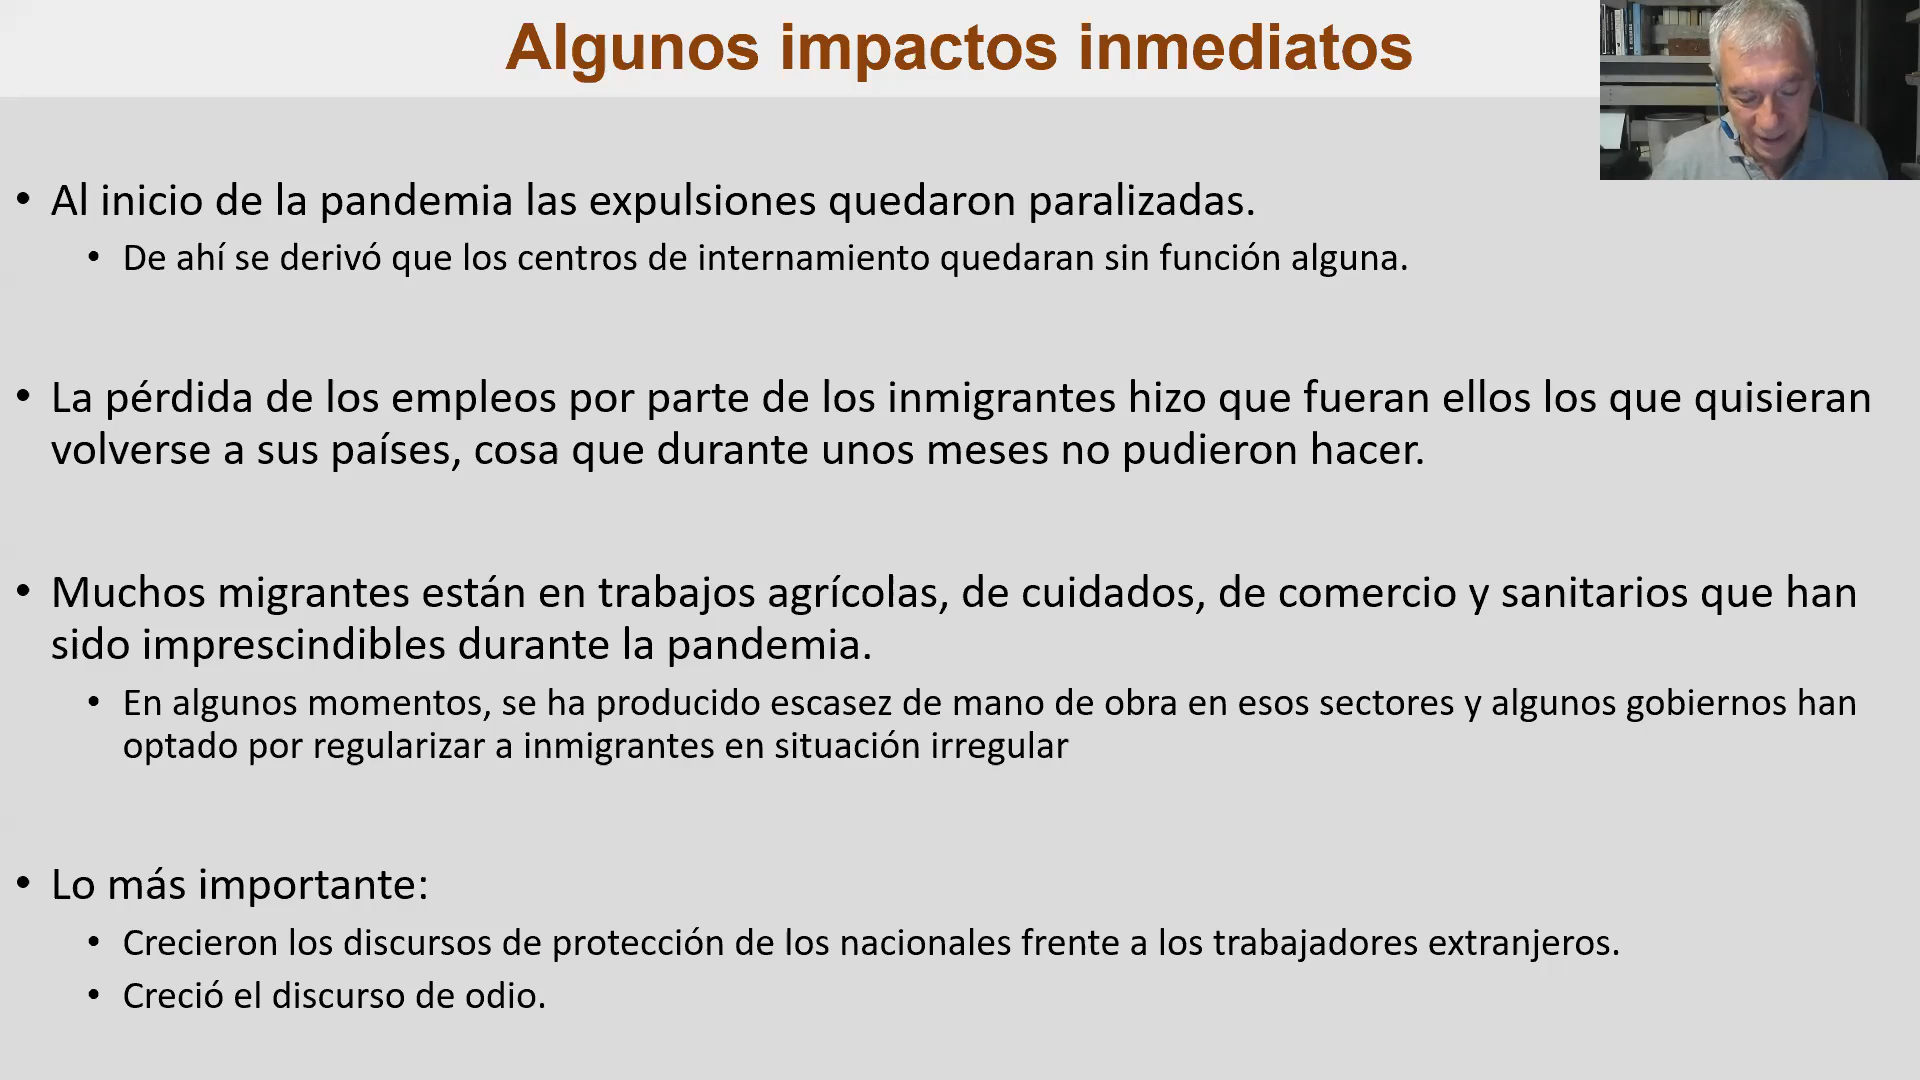 Algunos impactos inmediatos
• Al inicio de la pandemia las expulsiones quedaron paralizadas.
• De ahí se derivó que los centros de internamiento quedaran sin función alguna.
• La pérdida de los empleos por parte de los inmigrantes hizo que fueran ellos los que quisieran
volverse a sus países, cosa que durante unos meses no pudieron hacer.
• Muchos migrantes están en trabajos agrícolas, de cuidados, de comercio y sanitarios que han
sido imprescindibles durante la pandemia.
• En algunos momentos, se ha producido escasez de mano de obra en esos sectores y algunos gobiernos han
optado por regularizar a inmigrantes en situación irregular
• Lo más importante:
• Crecieron los discursos de protección de los nacionales frente a los trabajadores extranjeros.
• Creció el discurso de odio.